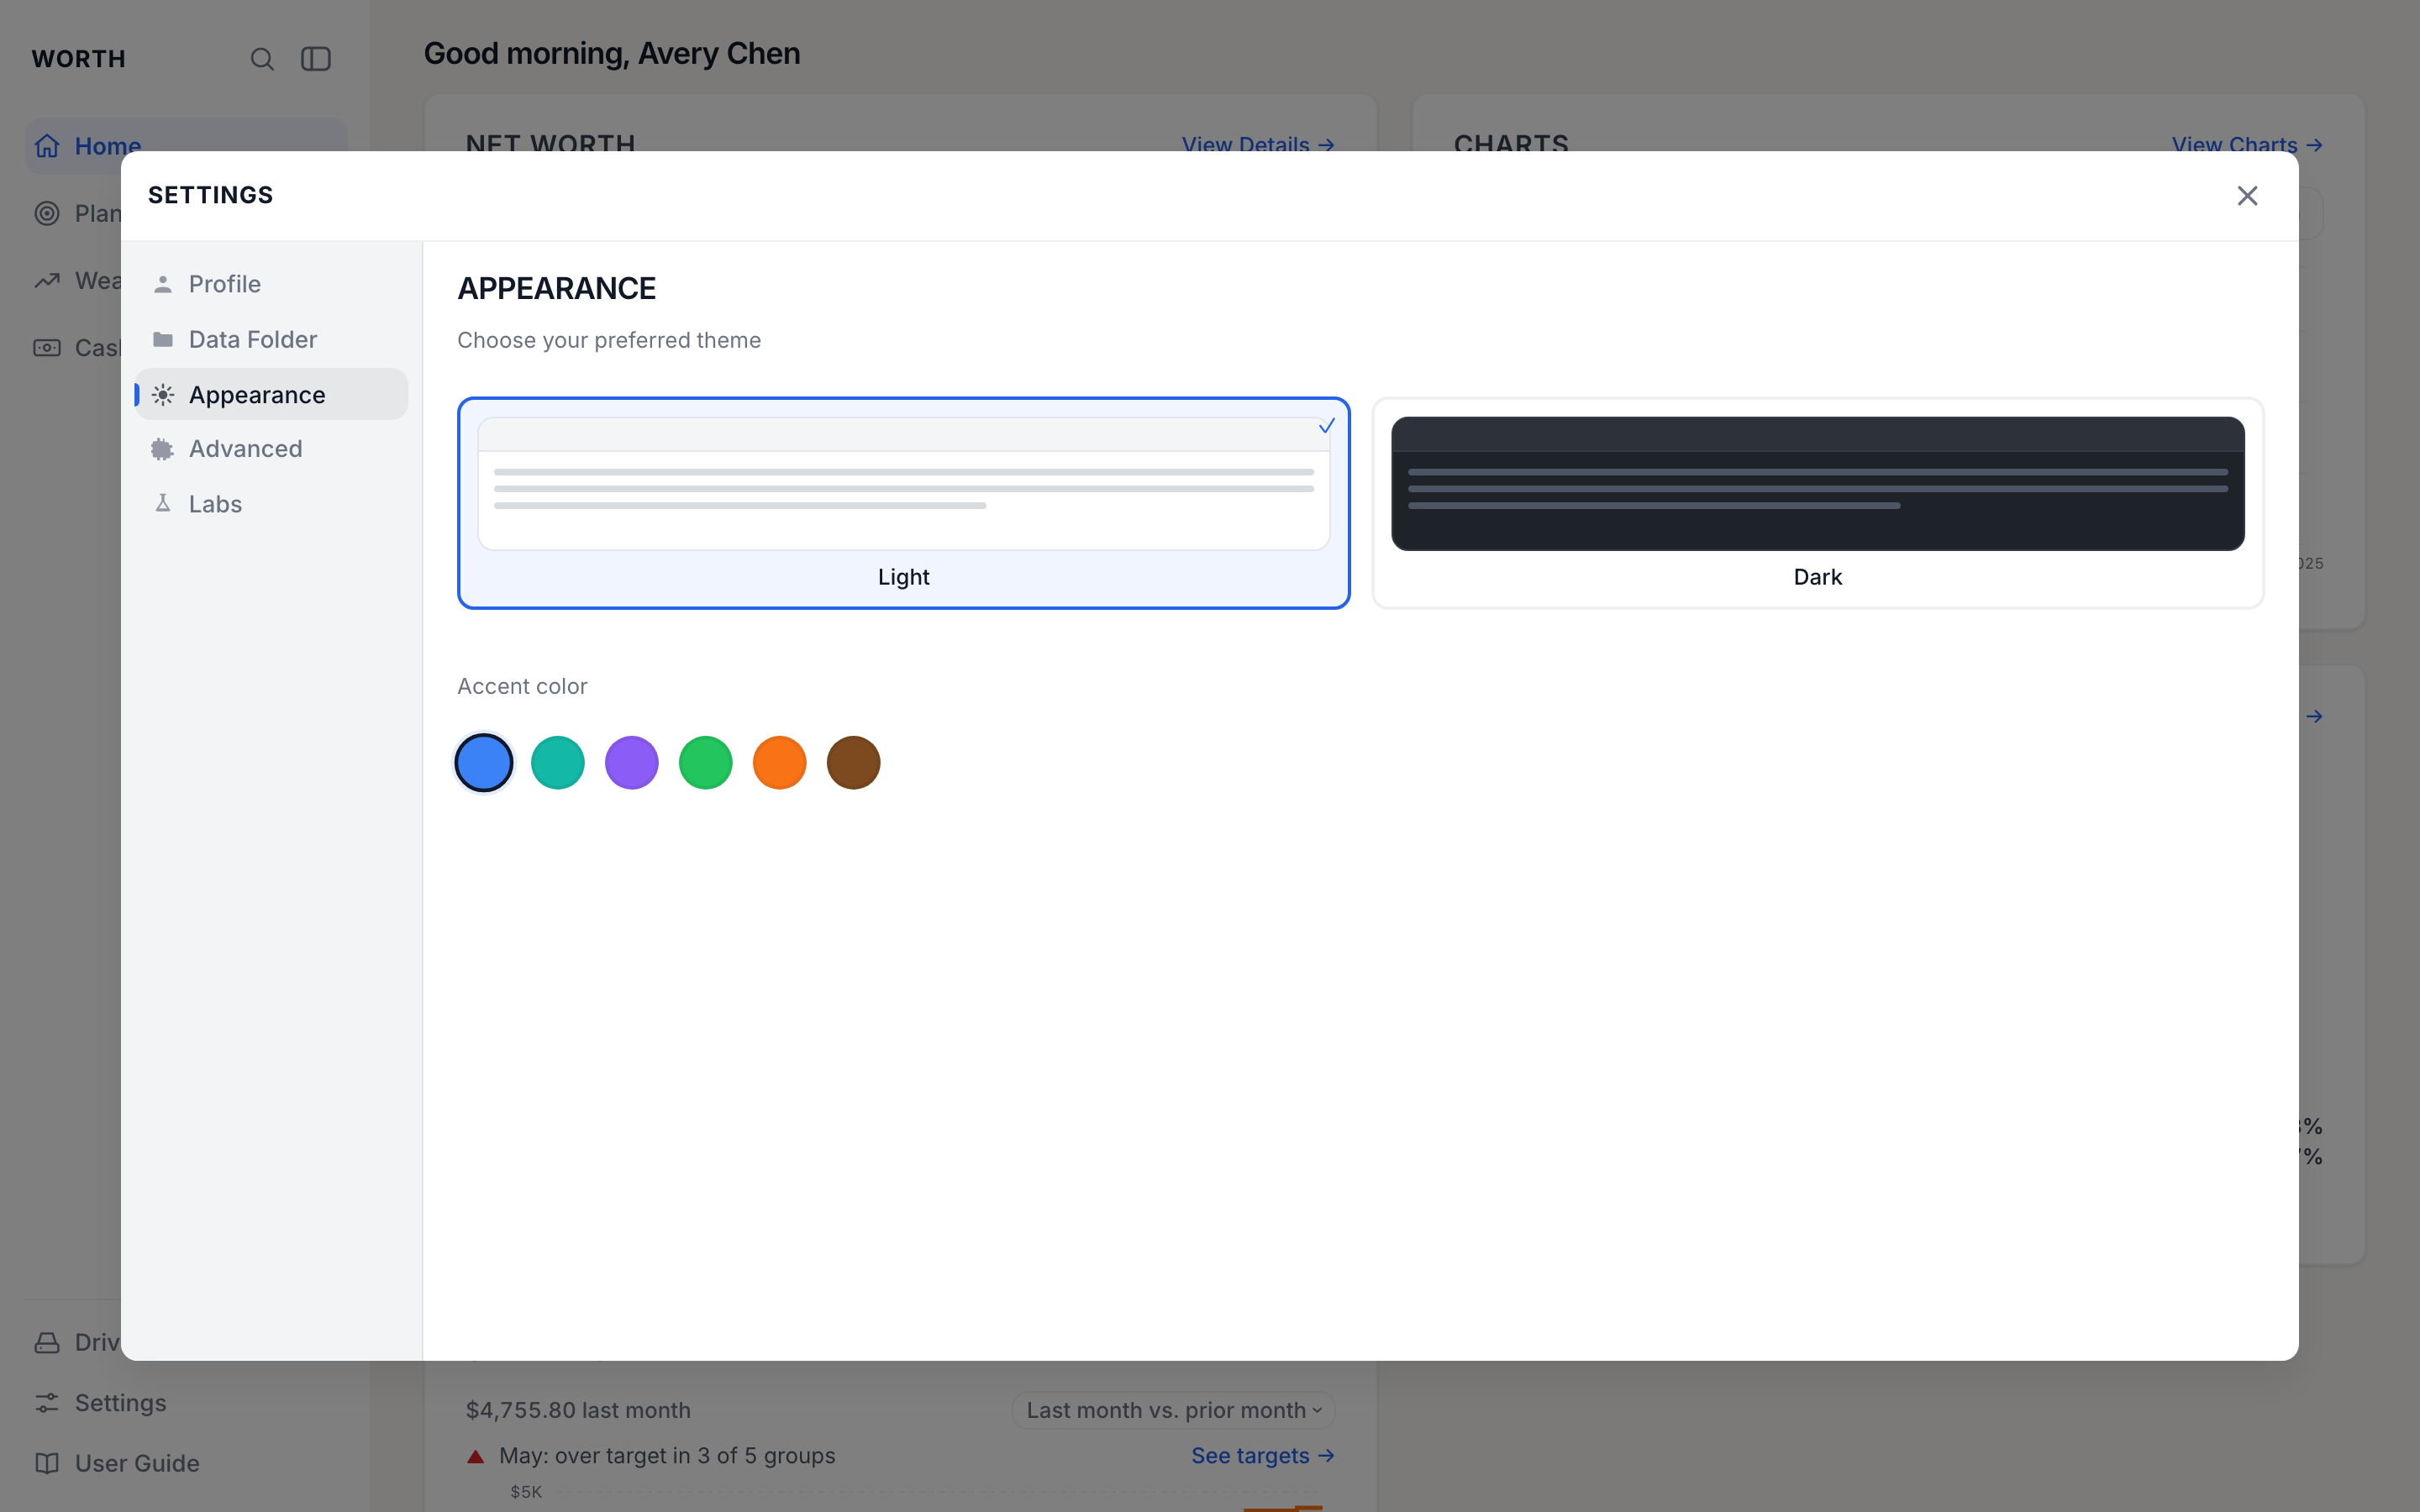 WORTH
Good morning, Avery Chen
Home
NET WORTH
View Details →
CHARTS
View Charts →
SETTINGS
Profile
Data Folder
Appearance
Advanced
Labs
APPEARANCE
Choose your preferred theme
Light
Dark
Accent color
Settings
User Guide
$4,755.80 last month
Last month vs. prior month
May: over target in 3 of 5 groups
See targets →
$5K